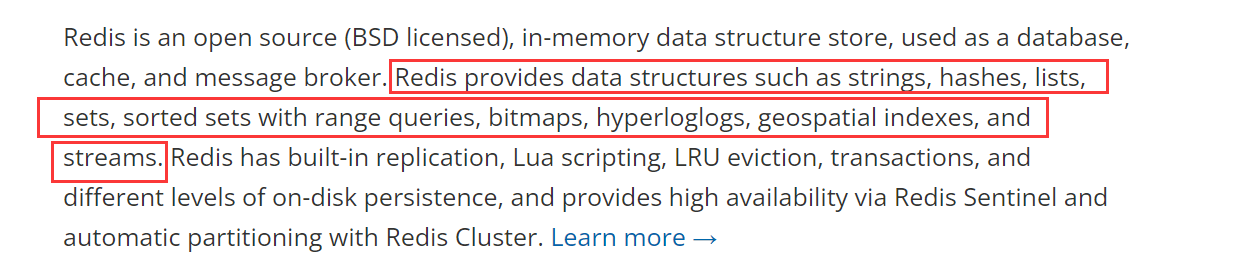 Redis is an open source (BSD licensed), in-memory data structure store, used as a database,
cache, and message broker. Redis provides data structures such as strings, hashes, lists,
sets, sorted sets with range queries, bitmaps, hyperloglogs, geospatial indexes, and
streams. Redis has built-in replication, Lua scripting, LRU eviction, transactions, and
different levels of on-disk persistence, and provides high availability via Redis Sentinel and
automatic partitioning with Redis Cluster. Learn more →